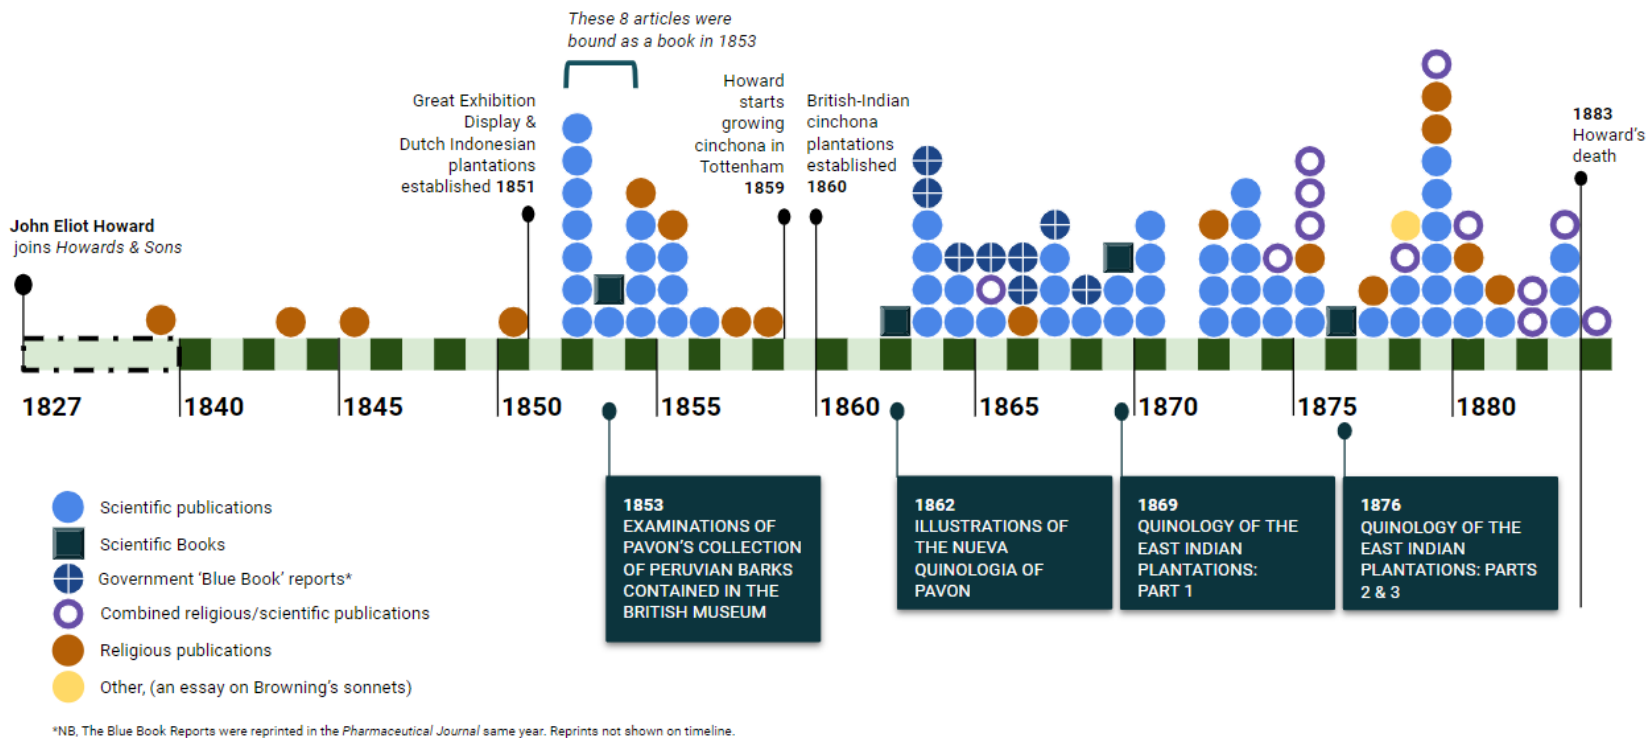 These 8 articles were
bound as a book in 1853
Great Exhibition
Display &
Dutch Indonesian
plantations
established 1851
Howard
starts
growing
cinchona in
Tottenham
1859
British-Indian
cinchona
plantations
established
1860
1883
Howard's
death
John Eliot Howard
joins Howards & Sons
1827
1840
1845
1850
1855
1860
1865
1870
1875
1880
1853
EXAMINATIONS OF
PAVON'S COLLECTION
OF PERUVIAN BARKS
CONTAINED IN THE
BRITISH MUSEUM
1862
ILLUSTRATIONS OF
THE NUEVA
QUINOLOGIA OF
PAVON
1869
QUINOLOGY OF THE
EAST INDIAN
PLANTATIONS:
PART 1
1876
QUINOLOGY OF THE
EAST INDIAN
PLANTATIONS: PARTS
2 & 3
Scientific publications
Scientific Books
Government 'Blue Book' reports*
Combined religious/scientific publications
Religious publications
Other, (an essay on Browning's sonnets)
*NB, The Blue Book Reports were reprinted in the Pharmaceutical Journal same year. Reprints not shown on timeline.